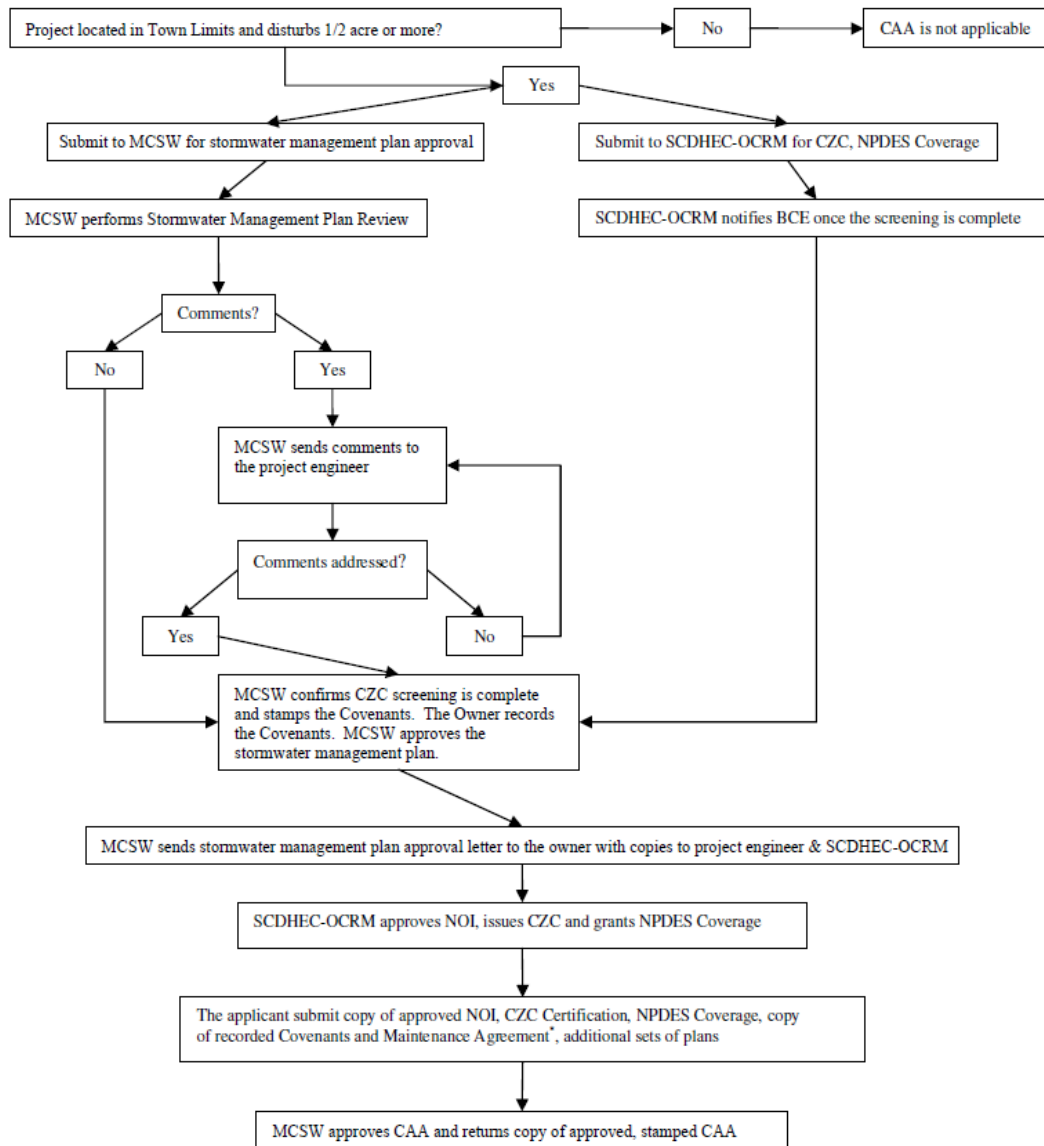 Project located in Town Limits and disturbs 1/2 acre or more?
No
CAA is not applicable
Yes
Submit to MCSW for stormwater management plan approval
Submit to SCDHEC-OCRM for CZC, NPDES Coverage
MCSW performs Stormwater Management Plan Review
SCDHEC-OCRM notifies BCE once the screening is complete
Comments?
No
Yes
MCSW sends comments to
the project engineer
Comments addressed?
Yes
No
MCSW confirms CZC screening is complete
and stamps the Covenants. The Owner records
the Covenants. MCSW approves the
stormwater management plan.
MCSW sends stormwater management plan approval letter to the owner with copies to project engineer & SCDHEC-OCRM
SCDHEC-OCRM approves NOI, issues CZC and grants NPDES Coverage
The applicant submit copy of approved NOI, CZC Certification, NPDES Coverage, copy
of recorded Covenants and Maintenance Agreement*, additional sets of plans
MCSW approves CAA and returns copy of approved, stamped CAA